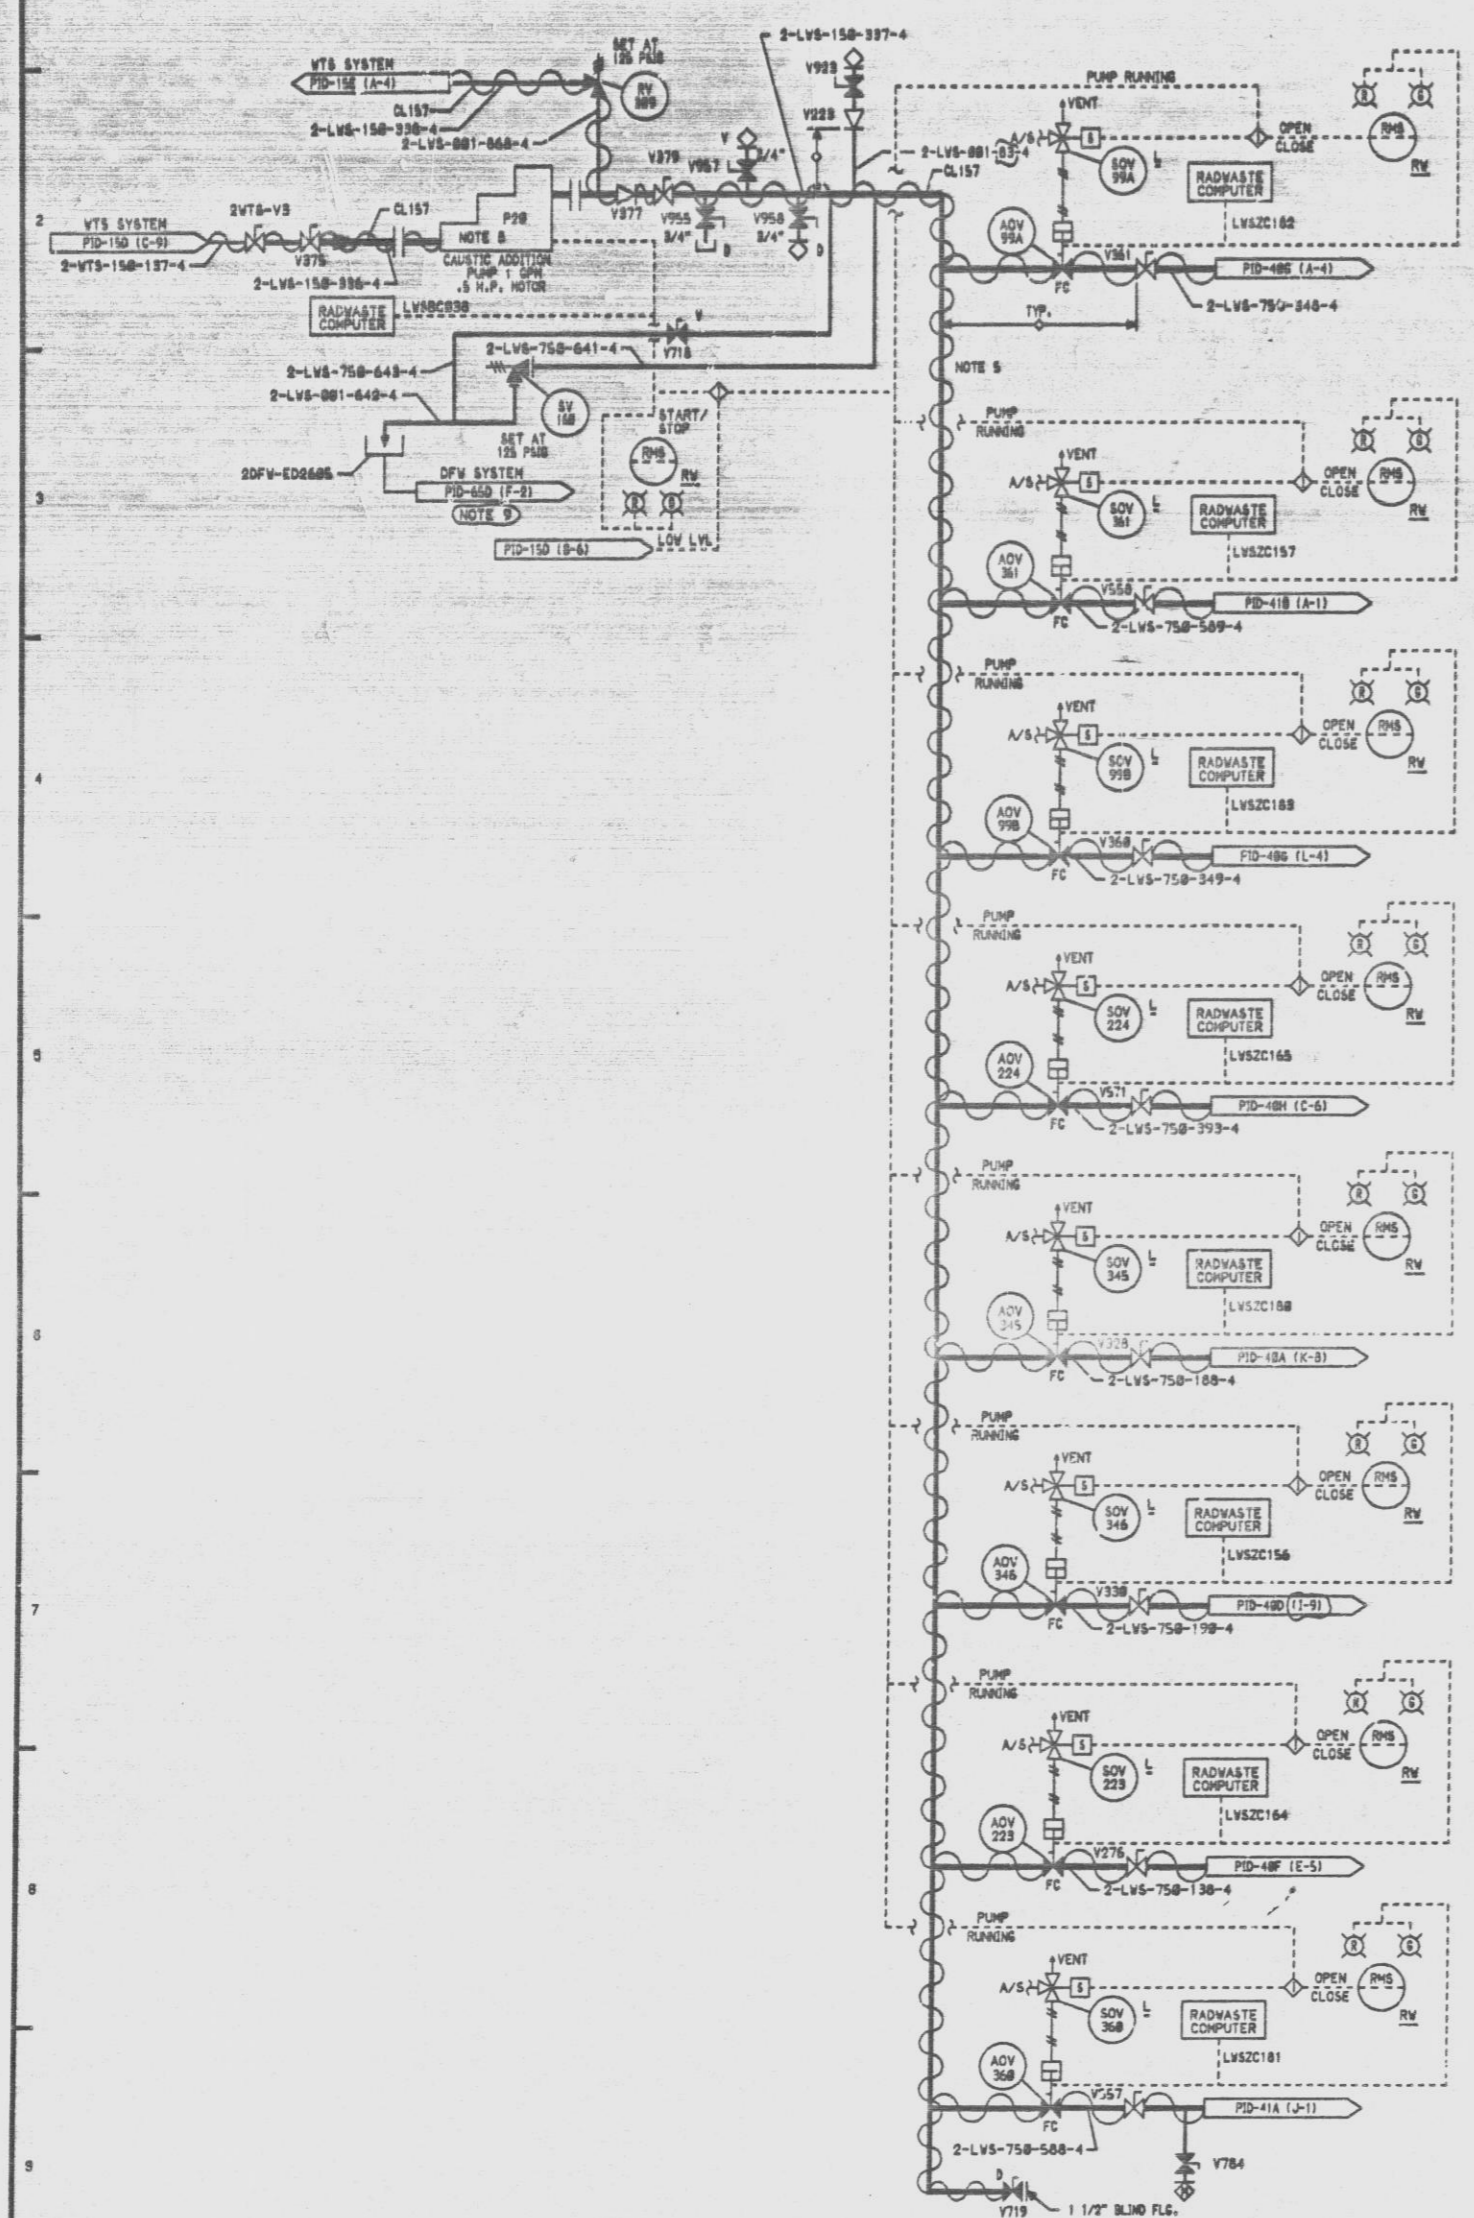 2-LWS-150-337-4
SET AT
125 PSIG
WTS SYSTEM
PID-15E (A-4)
RV
V923
PUMP RUNNING
R
G
CL157
2-LWS-150-338-4
2-LWS-001-868-4
V223
VENT
A/S
S
OPEN
CLOSE
RMS
RW
V
V379
V957
3/4"
2-LWS-001-83-4
CL157
SOV
99A
L
RADWASTE
COMPUTER
LWSZC162
WTS SYSTEM
PID-15D (C-9)
2WTS-V3
CL157
2-WTS-150-137-4
V375
2-LWS-150-336-4
P20
NOTE 8
CAUSTIC ADDITION
PUMP 1 GPM
.5 H.P. MOTOR
V377
V955
3/4"
D
V958
3/4"
D
2
AOV
99A
V361
FC
PID-40G (A-4)
2-LWS-750-348-4
TYP.
RADWASTE
COMPUTER
LWSBC038
V
V718
2-LWS-750-641-4
2-LWS-750-643-4
2-LWS-001-642-4
NOTE 5
SV
SET AT
125 PSIG
START/
STOP
RMS
RW
2DFW-ED2605
DFW SYSTEM
PID-65D (F-2)
NOTE 9
LOW LVL
PID-15D (B-6)
3
PUMP
RUNNING
R
G
VENT
A/S
S
OPEN
CLOSE
RMS
RW
SOV
361
L
RADWASTE
COMPUTER
LWSZC157
AOV
361
V558
FC
PID-41B (A-1)
2-LWS-750-589-4
PUMP
RUNNING
R
G
VENT
A/S
S
OPEN
CLOSE
RMS
RW
4
SOV
99B
L
RADWASTE
COMPUTER
LWSZC163
AOV
99B
V360
FC
PID-40G (L-4)
2-LWS-750-349-4
PUMP
RUNNING
R
G
VENT
A/S
S
OPEN
CLOSE
RMS
RW
5
SOV
224
L
RADWASTE
COMPUTER
LWSZC165
AOV
224
V571
FC
PID-40H (C-6)
2-LWS-750-393-4
PUMP
RUNNING
R
G
VENT
A/S
S
OPEN
CLOSE
RMS
RW
SOV
345
L
RADWASTE
COMPUTER
LWSZC180
6
AOV
345
V328
FC
PID-40A (K-8)
2-LWS-750-188-4
PUMP
RUNNING
R
G
VENT
A/S
S
OPEN
CLOSE
RMS
RW
SOV
346
L
RADWASTE
COMPUTER
LWSZC156
7
AOV
346
V330
FC
PID-40D (I-9)
2-LWS-750-190-4
PUMP
RUNNING
R
G
VENT
A/S
S
OPEN
CLOSE
RMS
RW
SOV
223
L
RADWASTE
COMPUTER
LWSZC164
AOV
223
V276
FC
PID-40F (E-5)
2-LWS-750-138-4
8
PUMP
RUNNING
R
G
VENT
A/S
S
OPEN
CLOSE
RMS
RW
SOV
360
L
RADWASTE
COMPUTER
LWSZC181
AOV
360
V557
FC
PID-41A (J-1)
2-LWS-750-588-4
9
V784
D
V719
1 1/2" BLIND FLG.